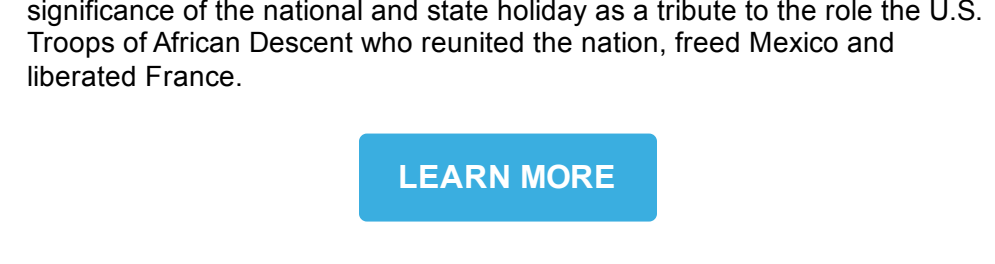 significance of the national and state holiday as a tribute to the role the U.S.
Troops of African Descent who reunited the nation, freed Mexico and
liberated France.
LEARN MORE